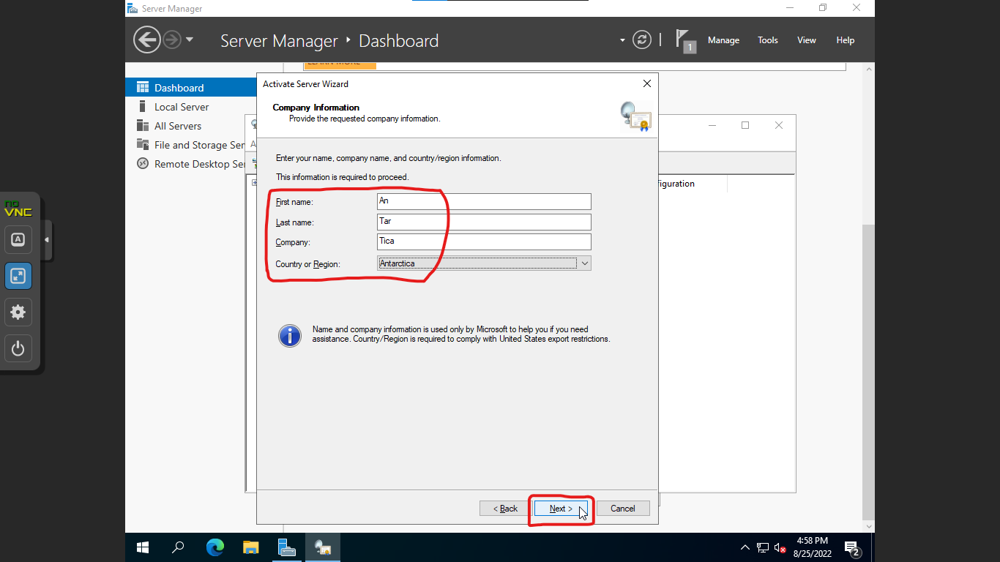 Server Manager
Server Manager
Dashboard
1
Manage
Tools
View
Help
LEARN MORE
Dashboard
Local Server
All Servers
File and Storage Ser
Remote Desktop Ser
A
Activate Server Wizard
Company Information
Provide the requested company information.
Enter your name, company name, and country/region information.
This information is required to proceed.
First name:
An
Last name:
Tar
Company:
Tica
Country or Region:
Antarctica
Name and company information is used only by Microsoft to help you if you need
assistance. Country/Region is required to comply with United States export restrictions.
< Back
Next >
Cancel
figuration
no
VNC
A
4:58 PM
8/25/2022
2